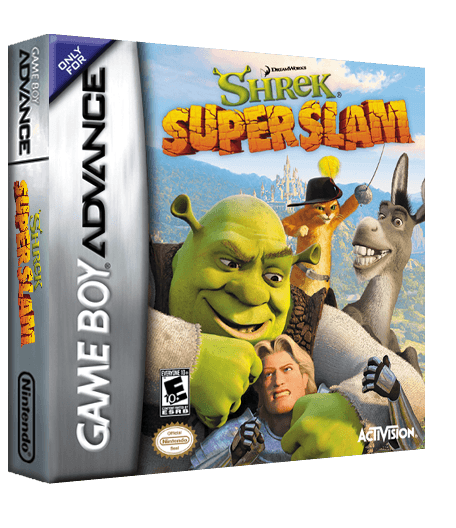 GAME BOY
ADVANCE
SHREK
SUPER SLAM
Nintendo®
ONLY
FOR
GAME BOY ADVANCE
DREAMWORKS
SHREK®
SUPER SLAM
EVERYONE 10+
E
10+
ESRB
Official
Nintendo
Seal
ACTIVISION